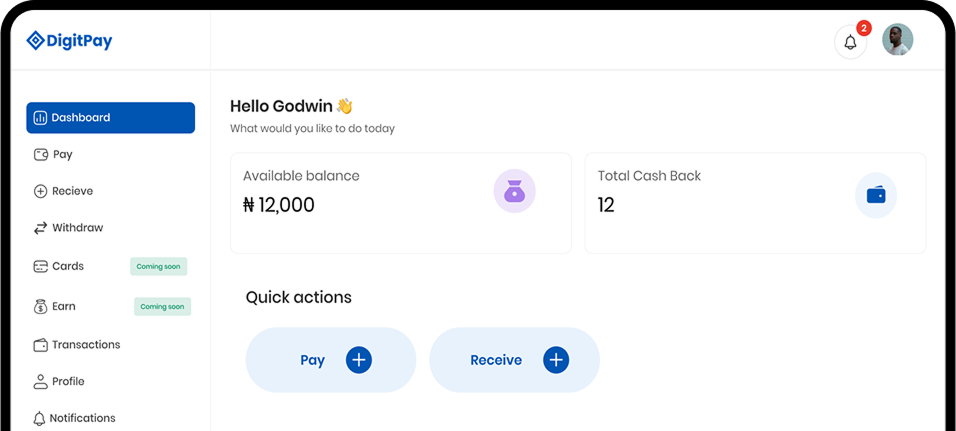 DigitPay
2
Dashboard
Pay
Recieve
Withdraw
Cards Coming soon
Earn Coming soon
Transactions
Profile
Notifications
Hello Godwin 👋
What would you like to do today
Available balance
₦ 12,000
Total Cash Back
12
Quick actions
Pay
Receive